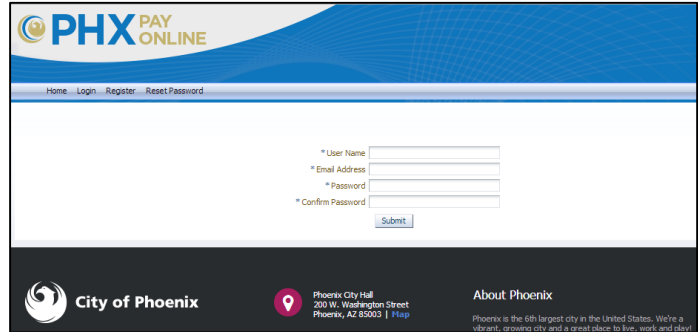 PHX PAY ONLINE
Home Login Register Reset Password
* User Name
* Email Address
* Password
* Confirm Password
Submit
City of Phoenix
Phoenix City Hall
200 W. Washington Street
Phoenix, AZ 85003 | Map
About Phoenix
Phoenix is the 6th largest city in the United States. We're a
vibrant, growing city and a great place to live, work and play!